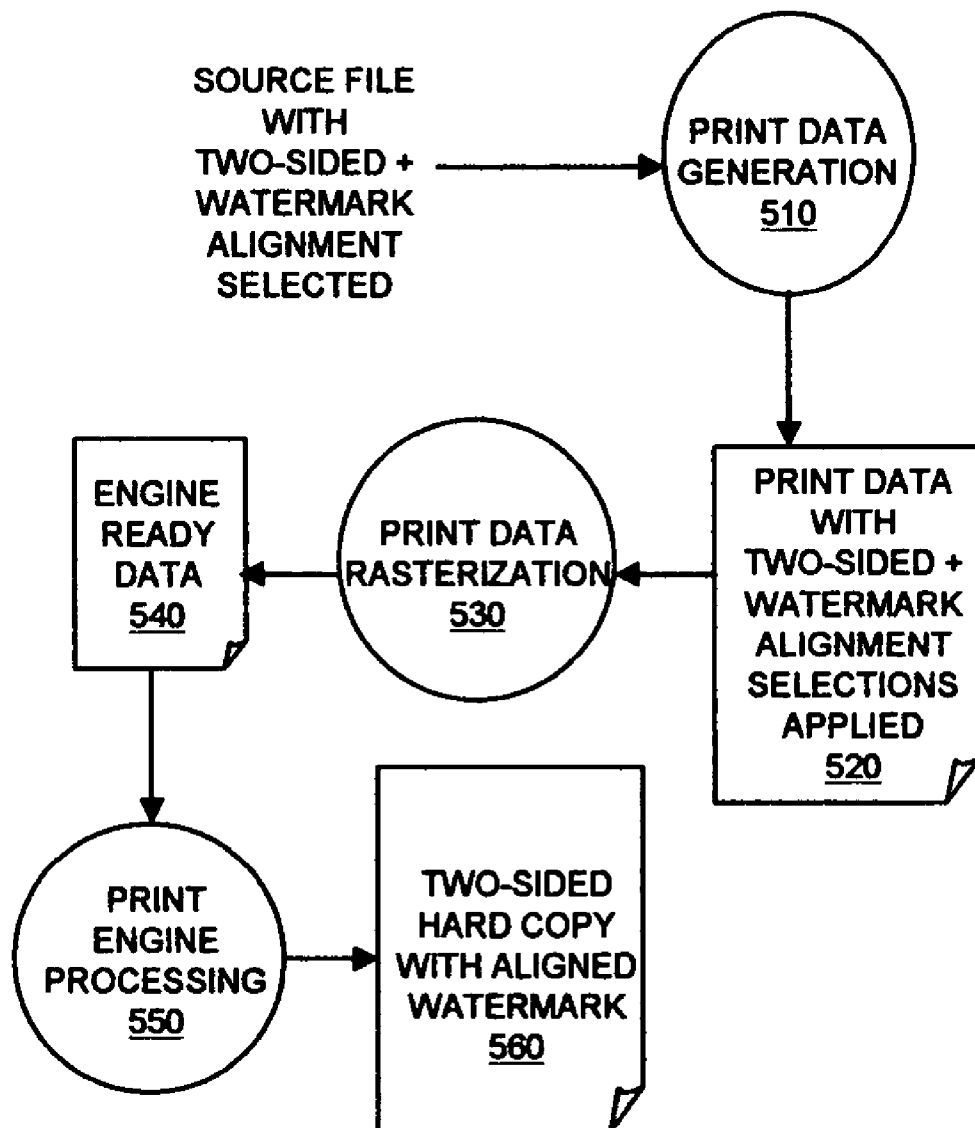 SOURCE FILE
WITH
TWO-SIDED +
WATERMARK
ALIGNMENT
SELECTED
PRINT DATA
GENERATION
510
PRINT DATA
WITH
TWO-SIDED +
WATERMARK
ALIGNMENT
SELECTIONS
APPLIED
520
PRINT DATA
RASTERIZATION
530
ENGINE
READY
DATA
540
PRINT
ENGINE
PROCESSING
550
TWO-SIDED
HARD COPY
WITH ALIGNED
WATERMARK
560